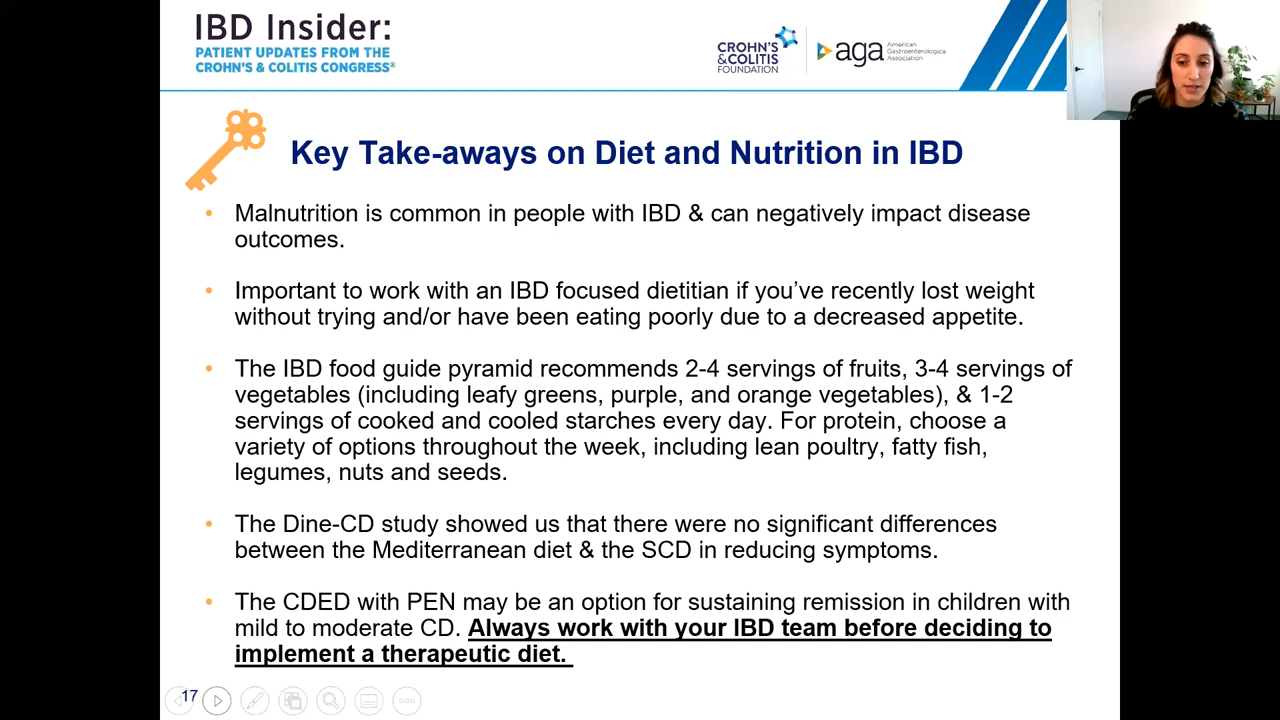 IBD Insider:
PATIENT UPDATES FROM THE
CROHN'S & COLITIS CONGRESS®
CROHN'S
& COLITIS
FOUNDATION
aga
American
Gastroenterological
Association
Key Take-aways on Diet and Nutrition in IBD
• Malnutrition is common in people with IBD & can negatively impact disease
outcomes.
• Important to work with an IBD focused dietitian if you’ve recently lost weight
without trying and/or have been eating poorly due to a decreased appetite.
• The IBD food guide pyramid recommends 2-4 servings of fruits, 3-4 servings of
vegetables (including leafy greens, purple, and orange vegetables), & 1-2
servings of cooked and cooled starches every day. For protein, choose a
variety of options throughout the week, including lean poultry, fatty fish,
legumes, nuts and seeds.
• The Dine-CD study showed us that there were no significant differences
between the Mediterranean diet & the SCD in reducing symptoms.
• The CDED with PEN may be an option for sustaining remission in children with
mild to moderate CD. Always work with your IBD team before deciding to
implement a therapeutic diet.
17